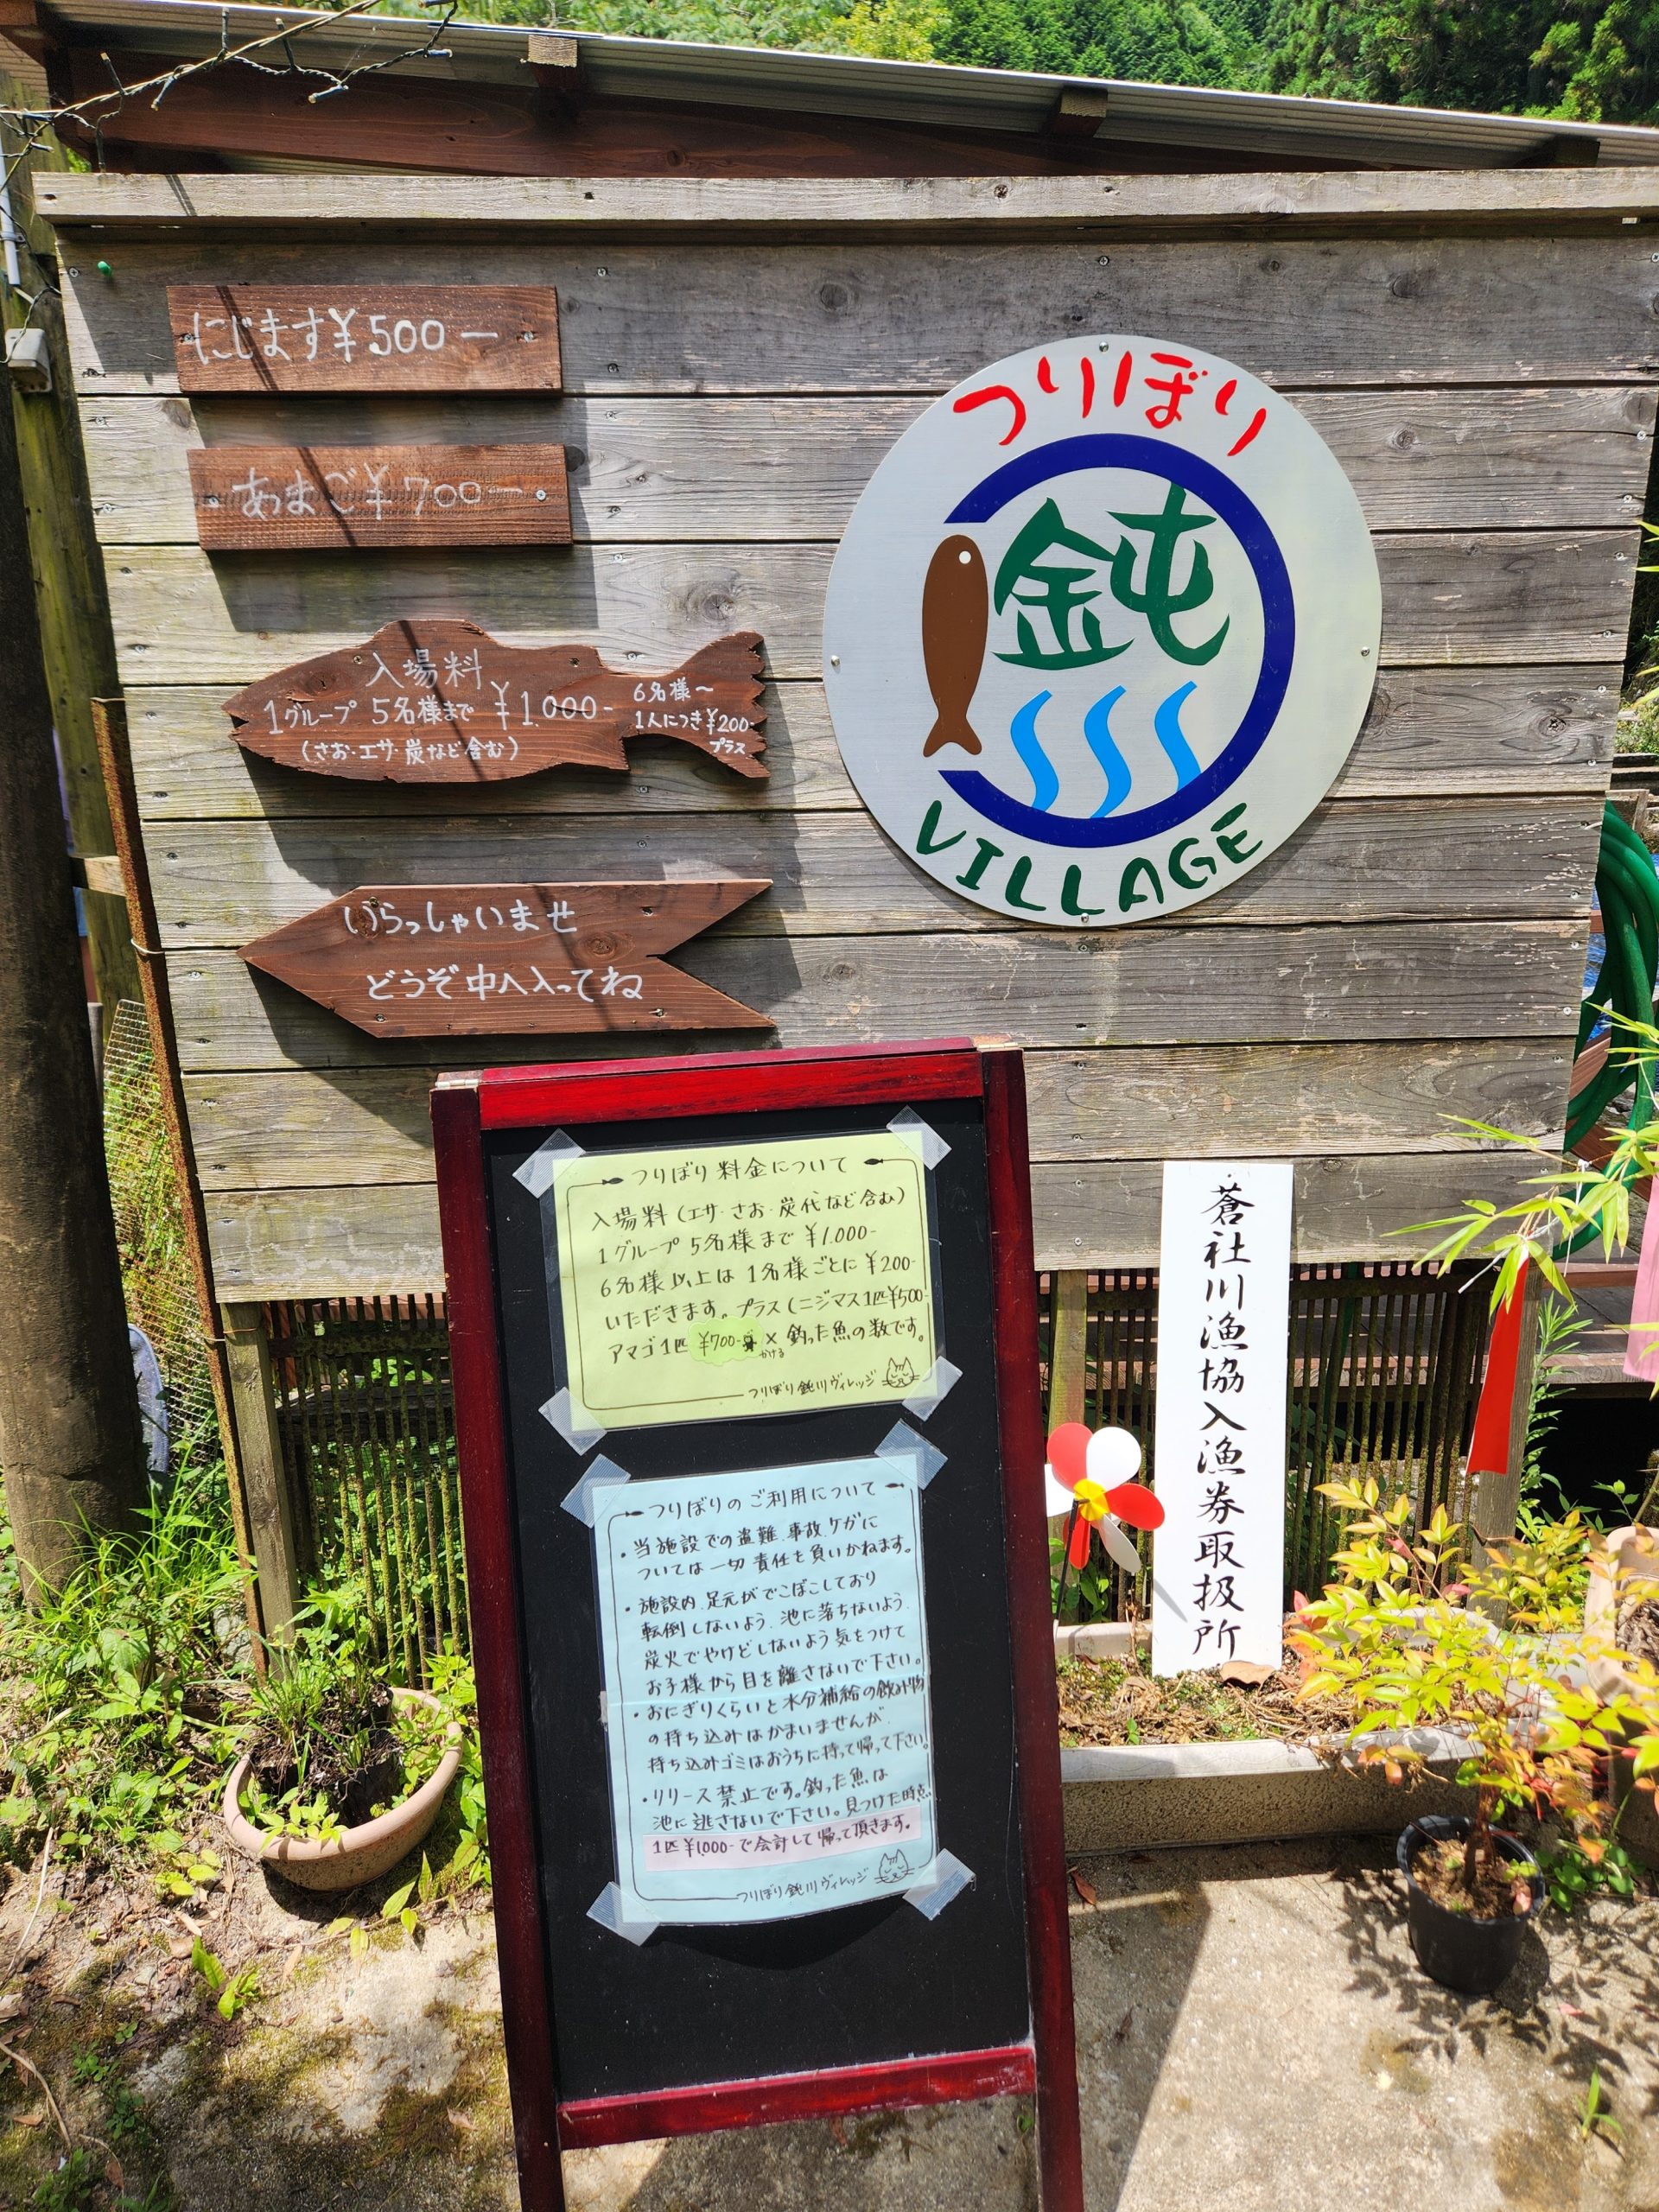 にじます¥500ー
あまご¥700ー
入場料
1グループ 5名様まで ¥1.000-
(さお・エサ・炭など含む)
6名様〜
1人につき¥200-
プラス
いらっしゃいませ
どうぞ中へ入ってね
つりぼり
鈍川
VILLAGE
つりぼり料金について
入場料(エサ・さお・炭代など含む)
1グループ 5名様まで ¥1.000-
6名様以上は 1名様ごとに ¥200-
いただきます。プラス(ニジマス1匹¥500-
アマゴ1匹 ¥700- × 釣った魚の数です。
かける
つりぼり鈍川ヴィレッジ
つりぼりのご利用について
・当施設での盗難、事故、ケガに
ついては一切責任を負いかねます。
・施設内、足元がでこぼこしており
転倒しないよう、池に落ちないよう、
炭火でやけどしないよう気をつけて
お子様から目を離さないで下さい。
・おにぎりくらいと水分補給の飲み物
の持ち込みはかまいませんが、
持ち込みゴミはおうちに持って帰って下さい。
・リリース禁止です。釣った魚は
池に逃さないで下さい。見つけた時点、
1匹¥1,000-で会計して帰って頂きます。
つりぼり鈍川ヴィレッジ
蒼社川漁協入漁券取扱所